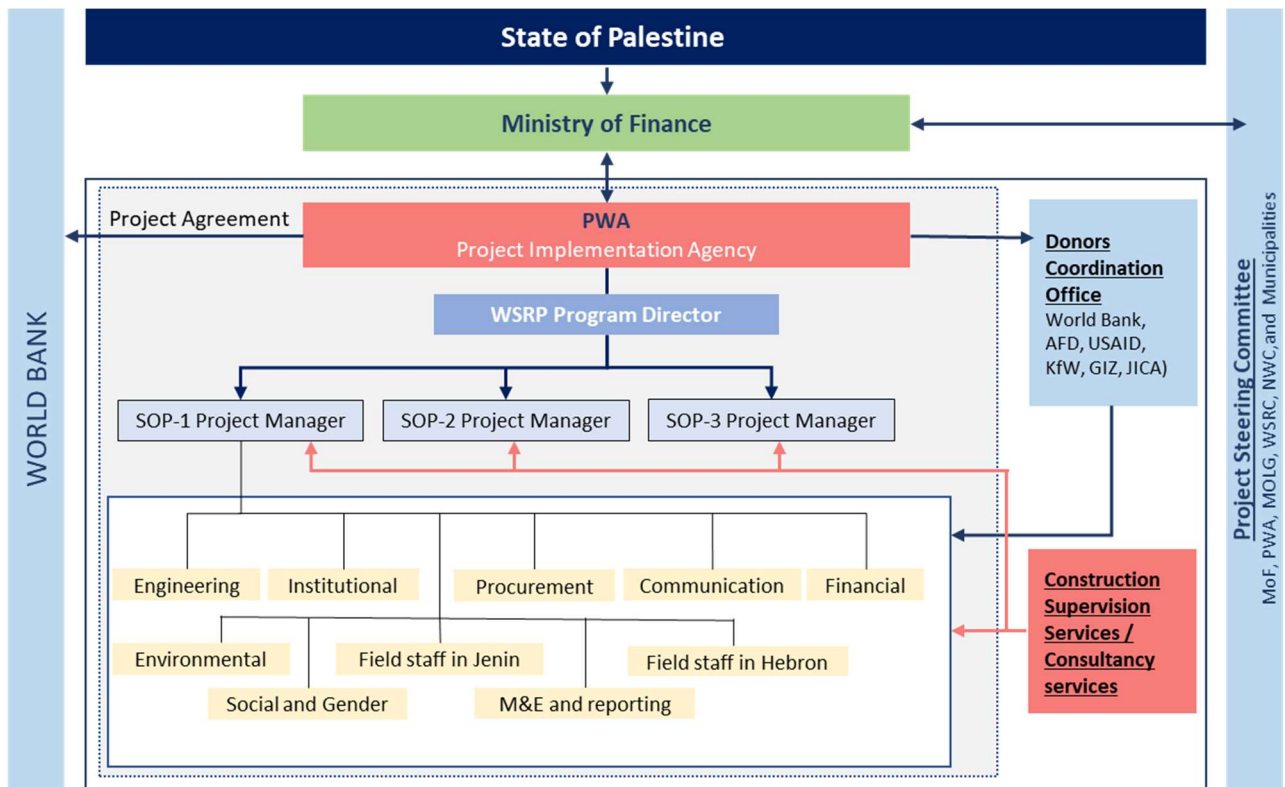 State of Palestine
Ministry of Finance
Project Agreement
PWA
Project Implementation Agency
WSRP Program Director
SOP-1 Project Manager
SOP-2 Project Manager
SOP-3 Project Manager
Engineering
Institutional
Procurement
Communication
Financial
Environmental
Field staff in Jenin
Field staff in Hebron
Social and Gender
M&E and reporting
Donors
Coordination
Office
World Bank,
AFD, USAID,
KfW, GIZ, JICA)
Construction
Supervision
Services /
Consultancy
services
WORLD BANK
Project Steering Committee
MoF, PWA, MOLG, WSRC, NWC,and Municipalities